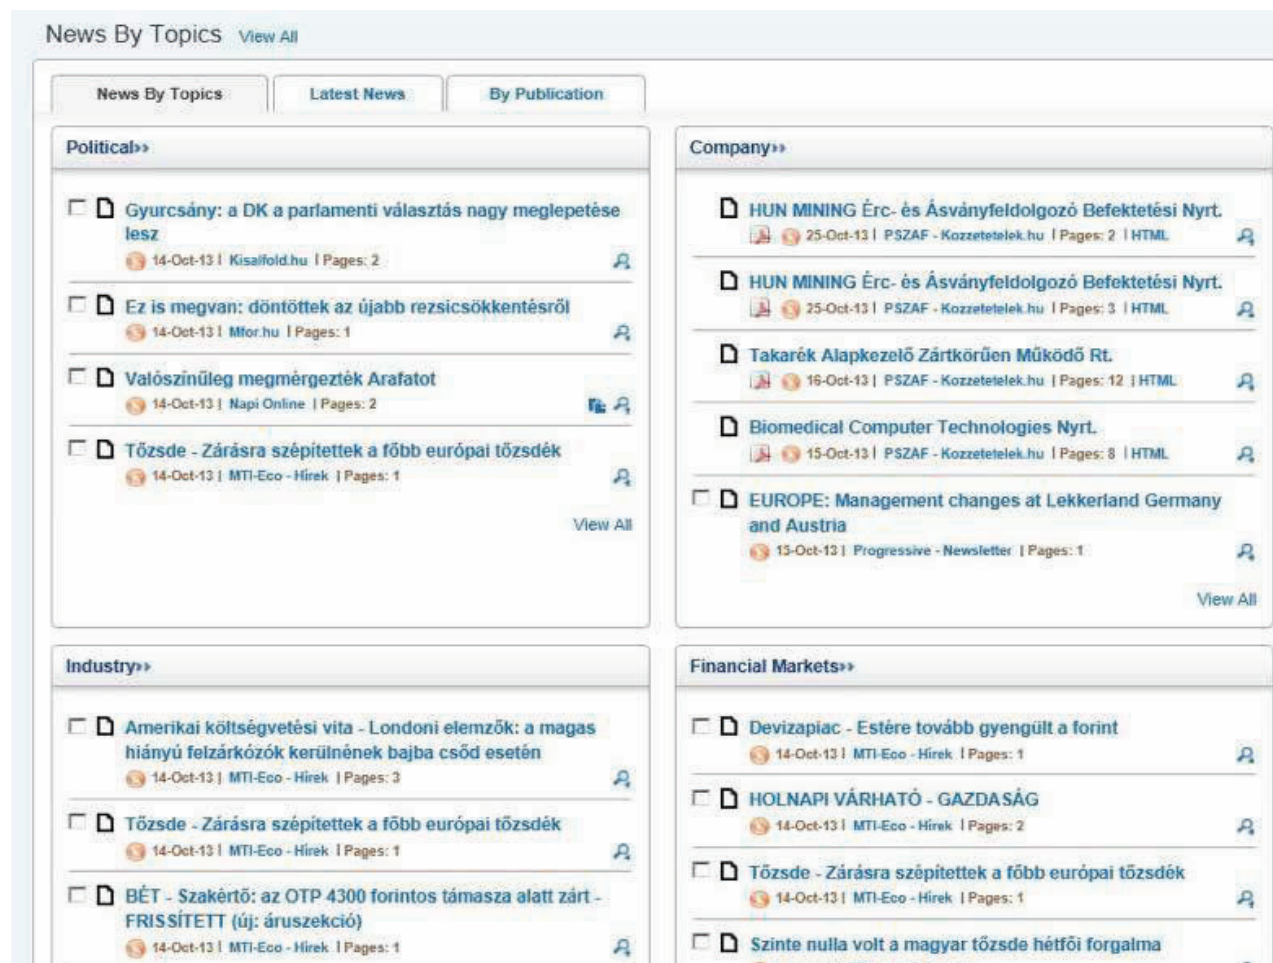 News By Topics View All
News By Topics Latest News By Publication
Political»
Gyurcsány: a DK a parlamenti választás nagy meglepetése
lesz
14-Oct-13 | Kisalfold.hu | Pages: 2
Ez is megvan: döntöttek az újabb rezsicsökkentésről
14-Oct-13 | Mfor.hu | Pages: 1
Valószínűleg megmérgezték Arafatot
14-Oct-13 | Napi Online | Pages: 2
Tőzsde - Zárásra szépítettek a főbb európai tőzsdék
14-Oct-13 | MTI-Eco - Hírek | Pages: 1
View All
Company»
HUN MINING Érc- és Ásványfeldolgozó Befektetési Nyrt.
25-Oct-13 | PSZAF - Kozzetetelek.hu | Pages: 2 | HTML
HUN MINING Érc- és Ásványfeldolgozó Befektetési Nyrt.
25-Oct-13 | PSZAF - Kozzetetelek.hu | Pages: 3 | HTML
Takarék Alapkezelő Zártkörűen Működő Rt.
16-Oct-13 | PSZAF - Kozzetetelek.hu | Pages: 12 | HTML
Biomedical Computer Technologies Nyrt.
15-Oct-13 | PSZAF - Kozzetetelek.hu | Pages: 8 | HTML
EUROPE: Management changes at Lekkerland Germany
and Austria
15-Oct-13 | Progressive - Newsletter | Pages: 1
View All
Industry»
Amerikai költségvetési vita - Londoni elemzők: a magas
hiányú felzárkózók kerülnének bajba csőd esetén
14-Oct-13 | MTI-Eco - Hírek | Pages: 3
Tőzsde - Zárásra szépítettek a főbb európai tőzsdék
14-Oct-13 | MTI-Eco - Hírek | Pages: 1
BÉT - Szakértő: az OTP 4300 forintos támasza alatt zárt -
FRISSÍTETT (új: áruszekció)
14-Oct-13 | MTI-Eco - Hírek | Pages: 1
Financial Markets»
Devizapiac - Estére tovább gyengült a forint
14-Oct-13 | MTI-Eco - Hírek | Pages: 1
HOLNAPI VÁRHATÓ - GAZDASÁG
14-Oct-13 | MTI-Eco - Hírek | Pages: 2
Tőzsde - Zárásra szépítettek a főbb európai tőzsdék
14-Oct-13 | MTI-Eco - Hírek | Pages: 1
Szinte nulla volt a magyar tőzsde hétfői forgalma